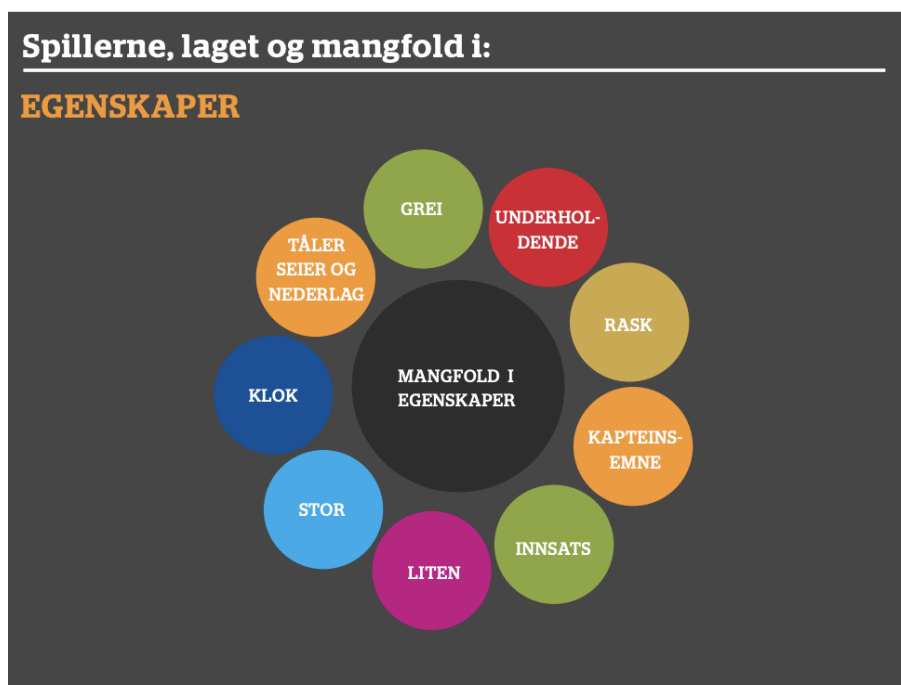 Spillerne, laget og mangfold i:
EGENSKAPER
GREI
UNDERHOL-
DENDE
TÅLER
SEIER OG
NEDERLAG
RASK
MANGFOLD I
EGENSKAPER
KLOK
KAPTEINS-
EMNE
STOR
INNSATS
LITEN